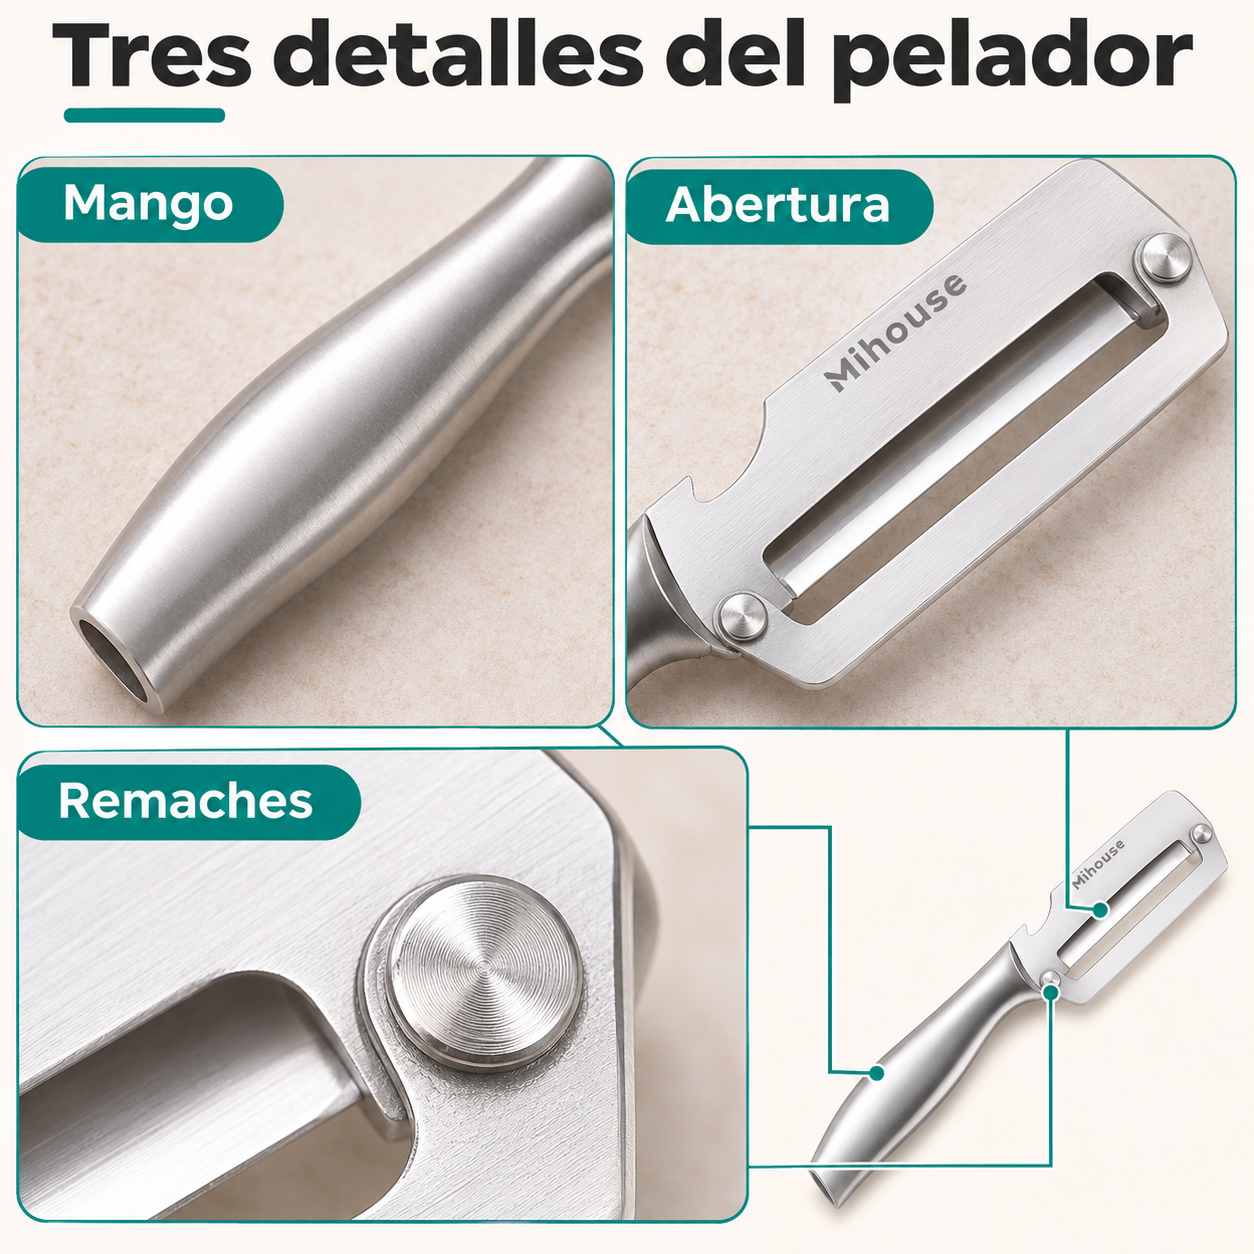 Tres detalles del pelador
Mango
Abertura
Mihouse
Remaches
Mihouse